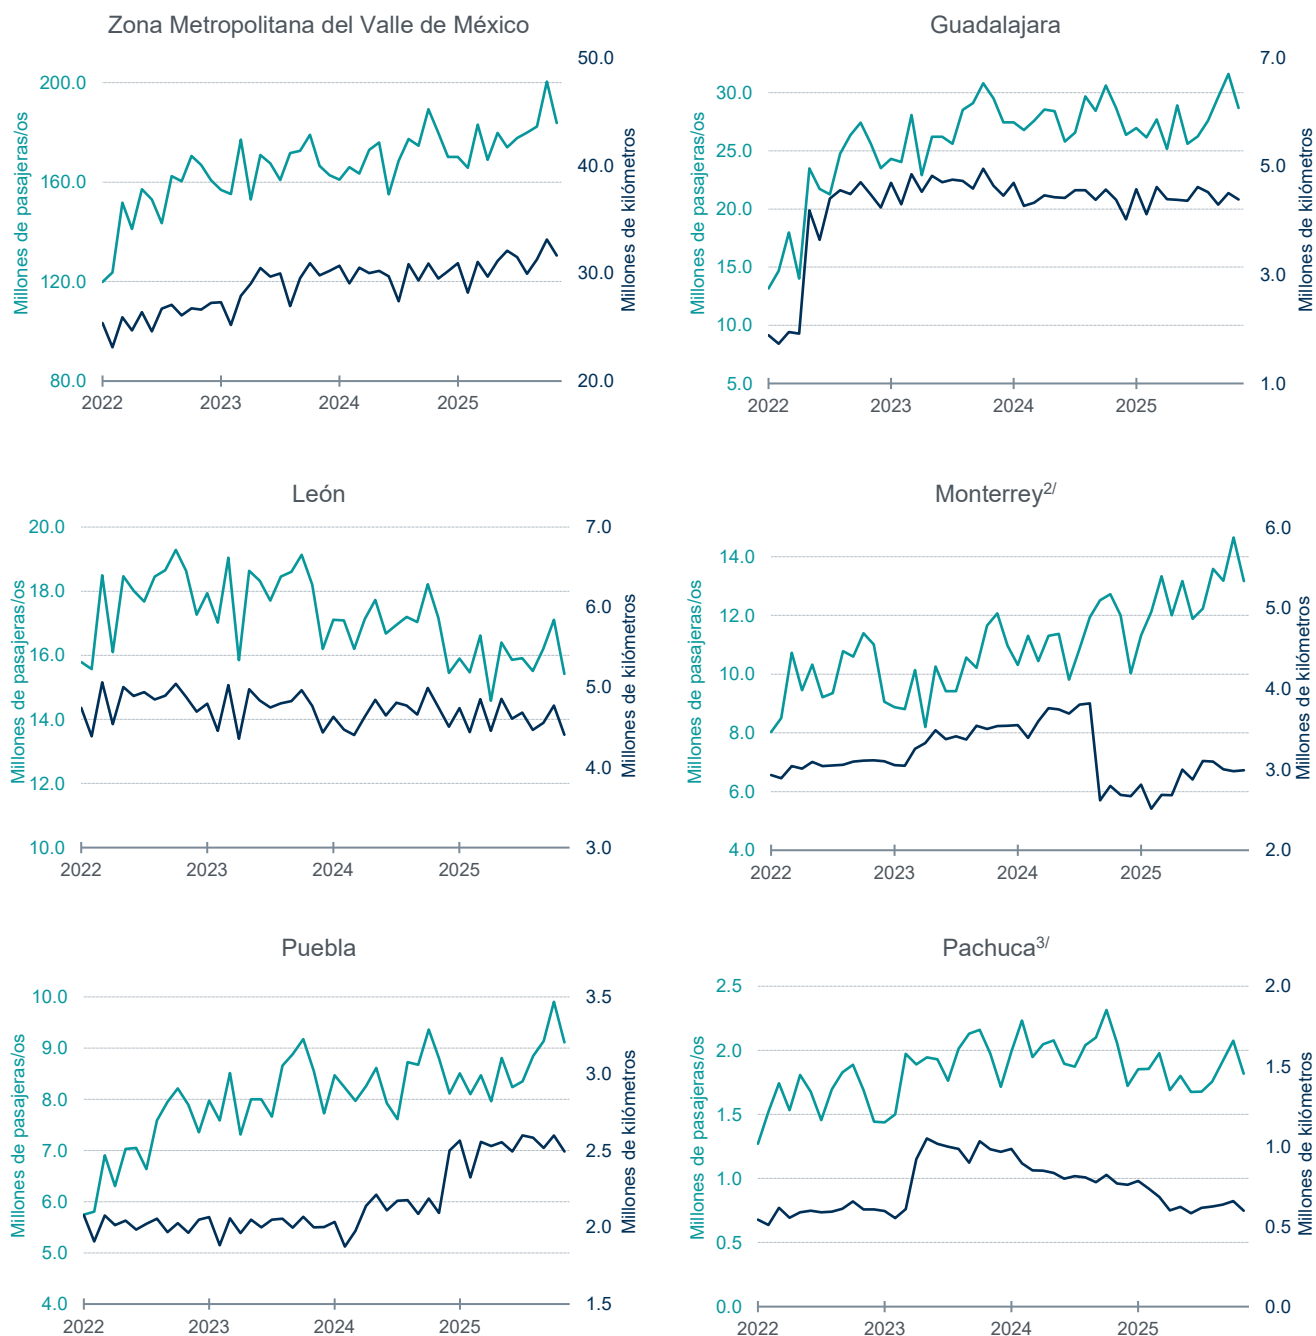 Zona Metropolitana del Valle de México
Millones de pasajeras/os
200.0
160.0
120.0
80.0
50.0
40.0
30.0
20.0
Millones de kilómetros
2022 2023 2024 2025
Guadalajara
Millones de pasajeras/os
30.0
25.0
20.0
15.0
10.0
5.0
7.0
5.0
3.0
1.0
Millones de kilómetros
2022 2023 2024 2025
León
Millones de pasajeras/os
20.0
18.0
16.0
14.0
12.0
10.0
7.0
6.0
5.0
4.0
3.0
Millones de kilómetros
2022 2023 2024 2025
Monterrey2/
Millones de pasajeras/os
14.0
12.0
10.0
8.0
6.0
4.0
6.0
5.0
4.0
3.0
2.0
Millones de kilómetros
2022 2023 2024 2025
Puebla
Millones de pasajeras/os
10.0
9.0
8.0
7.0
6.0
5.0
4.0
3.5
3.0
2.5
2.0
1.5
Millones de kilómetros
2022 2023 2024 2025
Pachuca3/
Millones de pasajeras/os
2.5
2.0
1.5
1.0
0.5
0.0
2.0
1.5
1.0
0.5
0.0
Millones de kilómetros
2022 2023 2024 2025